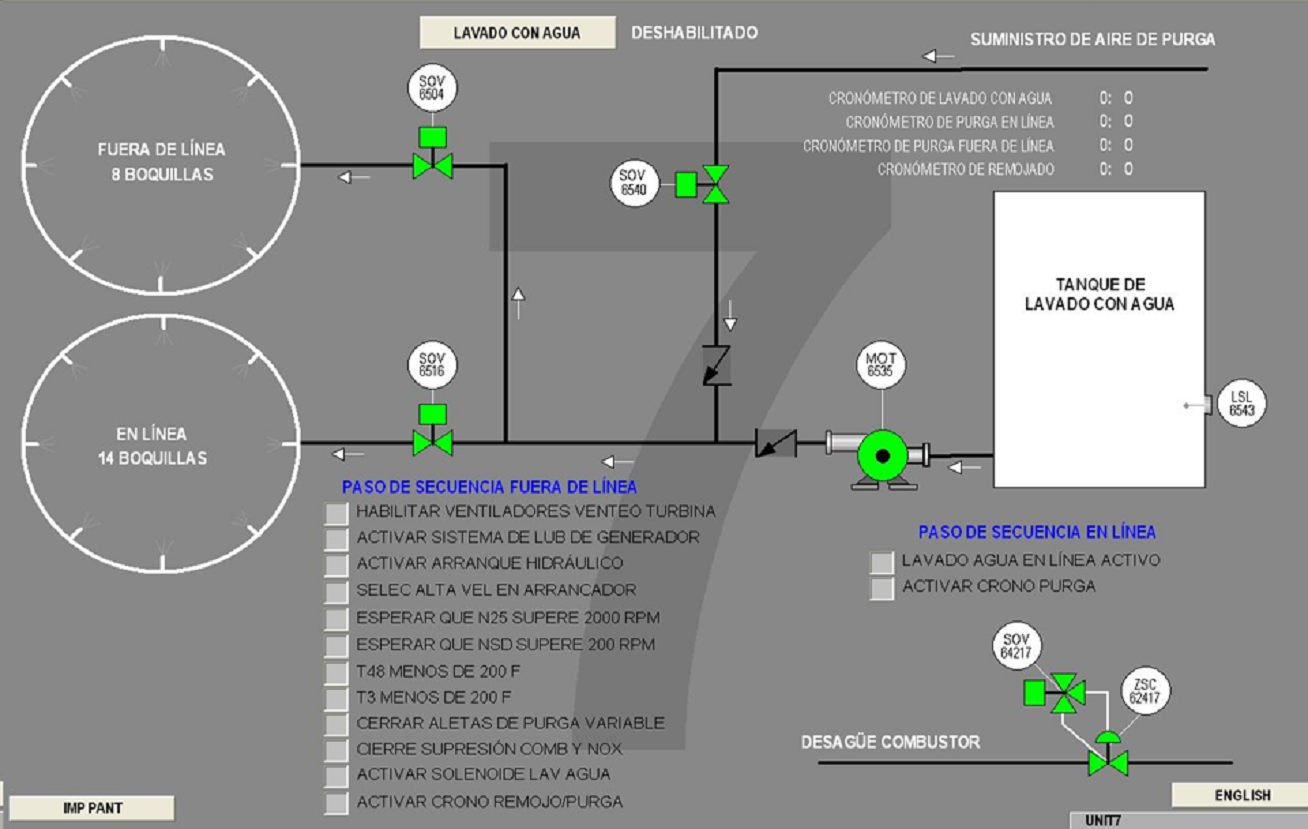 LAVADO CON AGUA
DESHABILITADO
SUMINISTRO DE AIRE DE PURGA
SOV
6504
CRONÓMETRO DE LAVADO CON AGUA 0: 0
CRONÓMETRO DE PURGA EN LÍNEA 0: 0
CRONÓMETRO DE PURGA FUERA DE LÍNEA 0: 0
CRONÓMETRO DE REMOJADO 0: 0
FUERA DE LÍNEA
8 BOQUILLAS
SOV
6540
7
TANQUE DE
LAVADO CON AGUA
SOV
6516
MOT
6535
LSL
6543
EN LÍNEA
14 BOQUILLAS
PASO DE SECUENCIA FUERA DE LÍNEA
HABILITAR VENTILADORES VENTEO TURBINA
ACTIVAR SISTEMA DE LUB DE GENERADOR
ACTIVAR ARRANQUE HIDRÁULICO
SELEC ALTA VEL EN ARRANCADOR
ESPERAR QUE N25 SUPERE 2000 RPM
ESPERAR QUE NSD SUPERE 200 RPM
T48 MENOS DE 200 F
T3 MENOS DE 200 F
CERRAR ALETAS DE PURGA VARIABLE
CIERRE SUPRESIÓN COMB Y NOX
ACTIVAR SOLENOIDE LAV AGUA
ACTIVAR CRONO REMOJO/PURGA
PASO DE SECUENCIA EN LÍNEA
LAVADO AGUA EN LÍNEA ACTIVO
ACTIVAR CRONO PURGA
SOV
64217
ZSC
62417
DESAGÜE COMBUSTOR
IMP PANT
ENGLISH
UNIT7